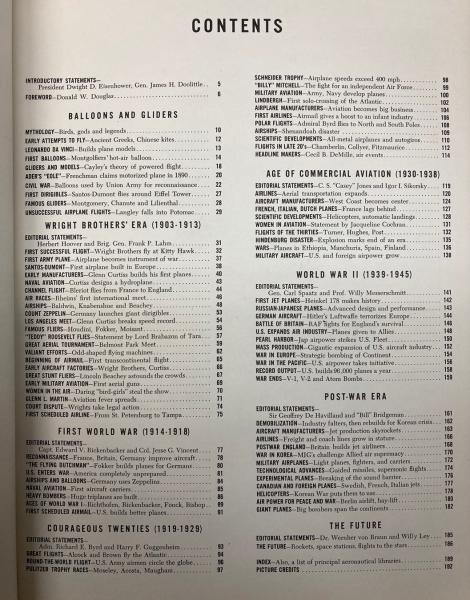 CONTENTS
INTRODUCTORY STATEMENTS—
President Dwight D. Eisenhower, Gen. James H. Doolittle . . 5
FOREWORD—Donald W. Douglas 6
BALLOONS AND GLIDERS
MYTHOLOGY—Birds, gods and legends 10
EARLY ATTEMPTS TO FLY—Ancient Greeks, Chinese kites 12
LEONARDO DA VINCI—Builds plane models 13
FIRST BALLOONS—Montgolfiers' hot-air balloon 14
GLIDERS AND MODELS—Cayley's theory of powered flight 18
ADER'S "EOLE"—Frenchman claims motorized plane in 1890 20
CIVIL WAR—Balloons used by Union Army for reconnaissance 22
FIRST DIRIGIBLES—Santos-Dumont flies around Eiffel Tower 27
FAMOUS GLIDERS—Montgomery, Chanute and Lilienthal 28
UNSUCCESSFUL AIRPLANE FLIGHTS—Langley falls into Potomac 29
WRIGHT BROTHERS' ERA (1903-1913)
EDITORIAL STATEMENTS—
Herbert Hoover and Brig. Gen. Frank P. Lahm 31
FIRST SUCCESSFUL FLIGHT—Wright Brothers fly at Kitty Hawk 32
FIRST ARMY PLANE—Airplane becomes instrument of war 37
SANTOS-DUMONT—First airplane built in Europe 38
EARLY MANUFACTURERS—Glenn Curtiss builds his first planes 40
NAVAL AVIATION—Curtiss designs a hydroplane 43
CHANNEL FLIGHT—Bleriot flies from France to England 44
AIR RACES—Rheims' first international meet 46
AIRSHIPS—Baldwin, Knabenshue and Beachey 48
COUNT ZEPPELIN—Germany launches giant dirigibles 53
LOS ANGELES MEET—Glenn Curtiss breaks speed record 54
FAMOUS FLIERS—Houdini, Fokker, Moisant 56
"TEDDY" ROOSEVELT FLIES—Statement by Lord Brabazon of Tara 58
GREAT AERIAL TOURNAMENT—Belmont Park Meet 59
VALIANT EFFORTS—Odd-shaped flying machines 62
BEGINNING OF AIRMAIL—First transcontinental flight 65
EARLY AIRCRAFT FACTORIES—Wright Brothers, Curtiss 66
GREAT STUNT FLIERS—Lincoln Beachey astounds the crowds 67
EARLY MILITARY AVIATION—First aerial guns 69
WOMEN IN THE AIR—Daring "bird-girls" steal the show 70
GLENN L. MARTIN—Aviation fever spreads 71
COURT DISPUTE—Wrights take legal action 74
FIRST SCHEDULED AIRLINE—From St. Petersburg to Tampa 75
FIRST WORLD WAR (1914-1918)
EDITORIAL STATEMENTS—
Capt. Edward V. Rickenbacker and Col. Jesse G. Vincent 77
RECONNAISSANCE—France, Britain, Germany improve aircraft 78
"THE FLYING DUTCHMAN"—Fokker builds planes for Germans 80
U.S. ENTERS WAR—America completely unprepared 81
AIRSHIPS AND BALLOONS—Germany uses Zeppelins 84
NAVAL AVIATION—First aircraft carriers 85
HEAVY BOMBERS—Huge triplanes are built 86
ACES OF WORLD WAR I—Richthofen, Rickenbacker, Fonck, Bishop 89
FIRST SCHEDULED AIRMAIL—U.S. builds better planes 91
COURAGEOUS TWENTIES (1919-1929)
EDITORIAL STATEMENTS—
Adm. Richard E. Byrd and Harry F. Guggenheim 93
GREAT FLIGHTS—Alcock and Brown fly the Atlantic 94
ROUND-THE-WORLD FLIGHT—U.S. Army airmen circle the globe 96
PULITZER TROPHY RACES—Moseley, Acosta, Maughan 97
SCHNEIDER TROPHY—Airplane speeds exceed 400 mph 98
"BILLY" MITCHELL—The fight for an independent Air Force 99
MILITARY AVIATION—Army, Navy develop planes 100
LINDBERGH—First solo-crossing of the Atlantic 102
AIRPLANE MANUFACTURERS—Aviation becomes big business 104
FIRST AIRLINES—Airmail gives a boost to an infant industry 106
POLAR FLIGHTS—Admiral Byrd flies to North and South Poles 108
AIRSHIPS—Shenandoah disaster 109
SCIENTIFIC DEVELOPMENTS—All-metal airplanes and autogiros 110
FLIGHTS IN LATE 20's—Chamberlin, Collyer, Fitzmaurice 112
HEADLINE MAKERS—Cecil B. DeMille, air events 114
AGE OF COMMERCIAL AVIATION (1930-1938)
EDITORIAL STATEMENTS—C. S. "Casey" Jones and Igor I. Sikorsky 119
AIRLINES—Aerial transportation expands 120
AIRCRAFT MANUFACTURERS—West Coast becomes center 124
FRENCH, ITALIAN, DUTCH PLANES—France lags behind 127
SCIENTIFIC DEVELOPMENTS—Helicopters, automatic landings 128
WOMEN IN AVIATION—Statement by Jacqueline Cochran 131
FLIGHTS OF THE THIRTIES—Turner, Hughes, Post 132
HINDENBURG DISASTER—Explosion marks end of an era 135
WARS—Planes in Ethiopia, Manchuria, Spain, Finland 136
MILITARY AIRCRAFT—U.S. and foreign airpower grow 138
WORLD WAR II (1939-1945)
EDITORIAL STATEMENTS—
Gen. Carl Spaatz and Prof. Willy Messerschmitt 141
FIRST JET PLANES—Heinkel 178 makes history 142
RUSSIAN-JAPANESE PLANES—Advanced design and performance 143
GERMAN AIRCRAFT—Hitler's Luftwaffe terrorizes Europe 144
BATTLE OF BRITAIN—RAF fights for England's survival 146
U.S. EXPANDS AIR INDUSTRY—Planes given to Allies 148
PEARL HARBOR—Jap airpower strikes U.S. Fleet 150
MASS PRODUCTION—Gigantic expansion of U.S. aircraft industry 152
WAR IN EUROPE—Strategic bombing of Continent 154
WAR IN THE PACIFIC—U.S. airpower takes initiative 156
RECORD OUTPUT—U.S. builds 96,000 planes a year 158
WAR ENDS—V-1, V-2 and Atom Bombs 159
POST-WAR ERA
EDITORIAL STATEMENTS—
Sir Geoffrey De Havilland and "Bill" Bridgeman 161
DEMOBILIZATION—Industry falters, then rebuilds for Korean crisis 162
AIRCRAFT MANUFACTURERS—Jet production skyrockets 163
AIRLINES—Freight and coach lines grow in stature 166
POSTWAR ENGLAND—Britain builds jet airliner 168
WAR IN KOREA—MIG's challenge Allied supremacy 170
MILITARY AIRPLANES—Light planes, fighters, and carriers 172
TECHNOLOGICAL ADVANCES—Guided missiles, supersonic flights 174
EXPERIMENTAL PLANES—Breaking of the sound barrier 176
CANADIAN AND FOREIGN PLANES—Swedish, French, Italian jets 177
HELICOPTERS—Korean War puts them to use 178
AIR POWER FOR PEACE AND WAR—Berlin airlift, hay-lift 180
GIANT PLANES—Big bombers span the continents 182
THE FUTURE
EDITORIAL STATEMENTS—Dr. Wernher von Braun and Willy Ley 185
THE FUTURE—Rockets, space stations, flights to the stars 186
INDEX—Also, a list of principal aeronautical libraries 189
PICTURE CREDITS 192